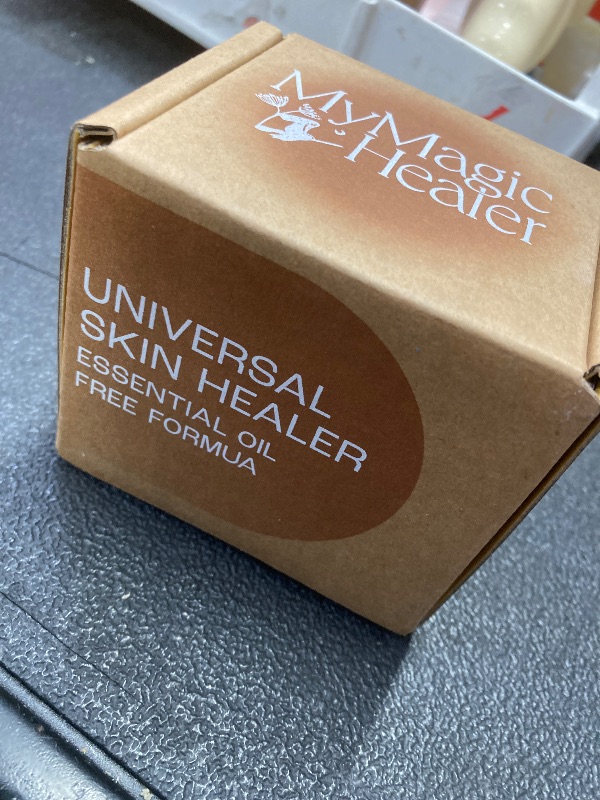 MyMagic
Healer
UNIVERSAL
SKIN HEALER
ESSENTIAL OIL
FREE FORMUA